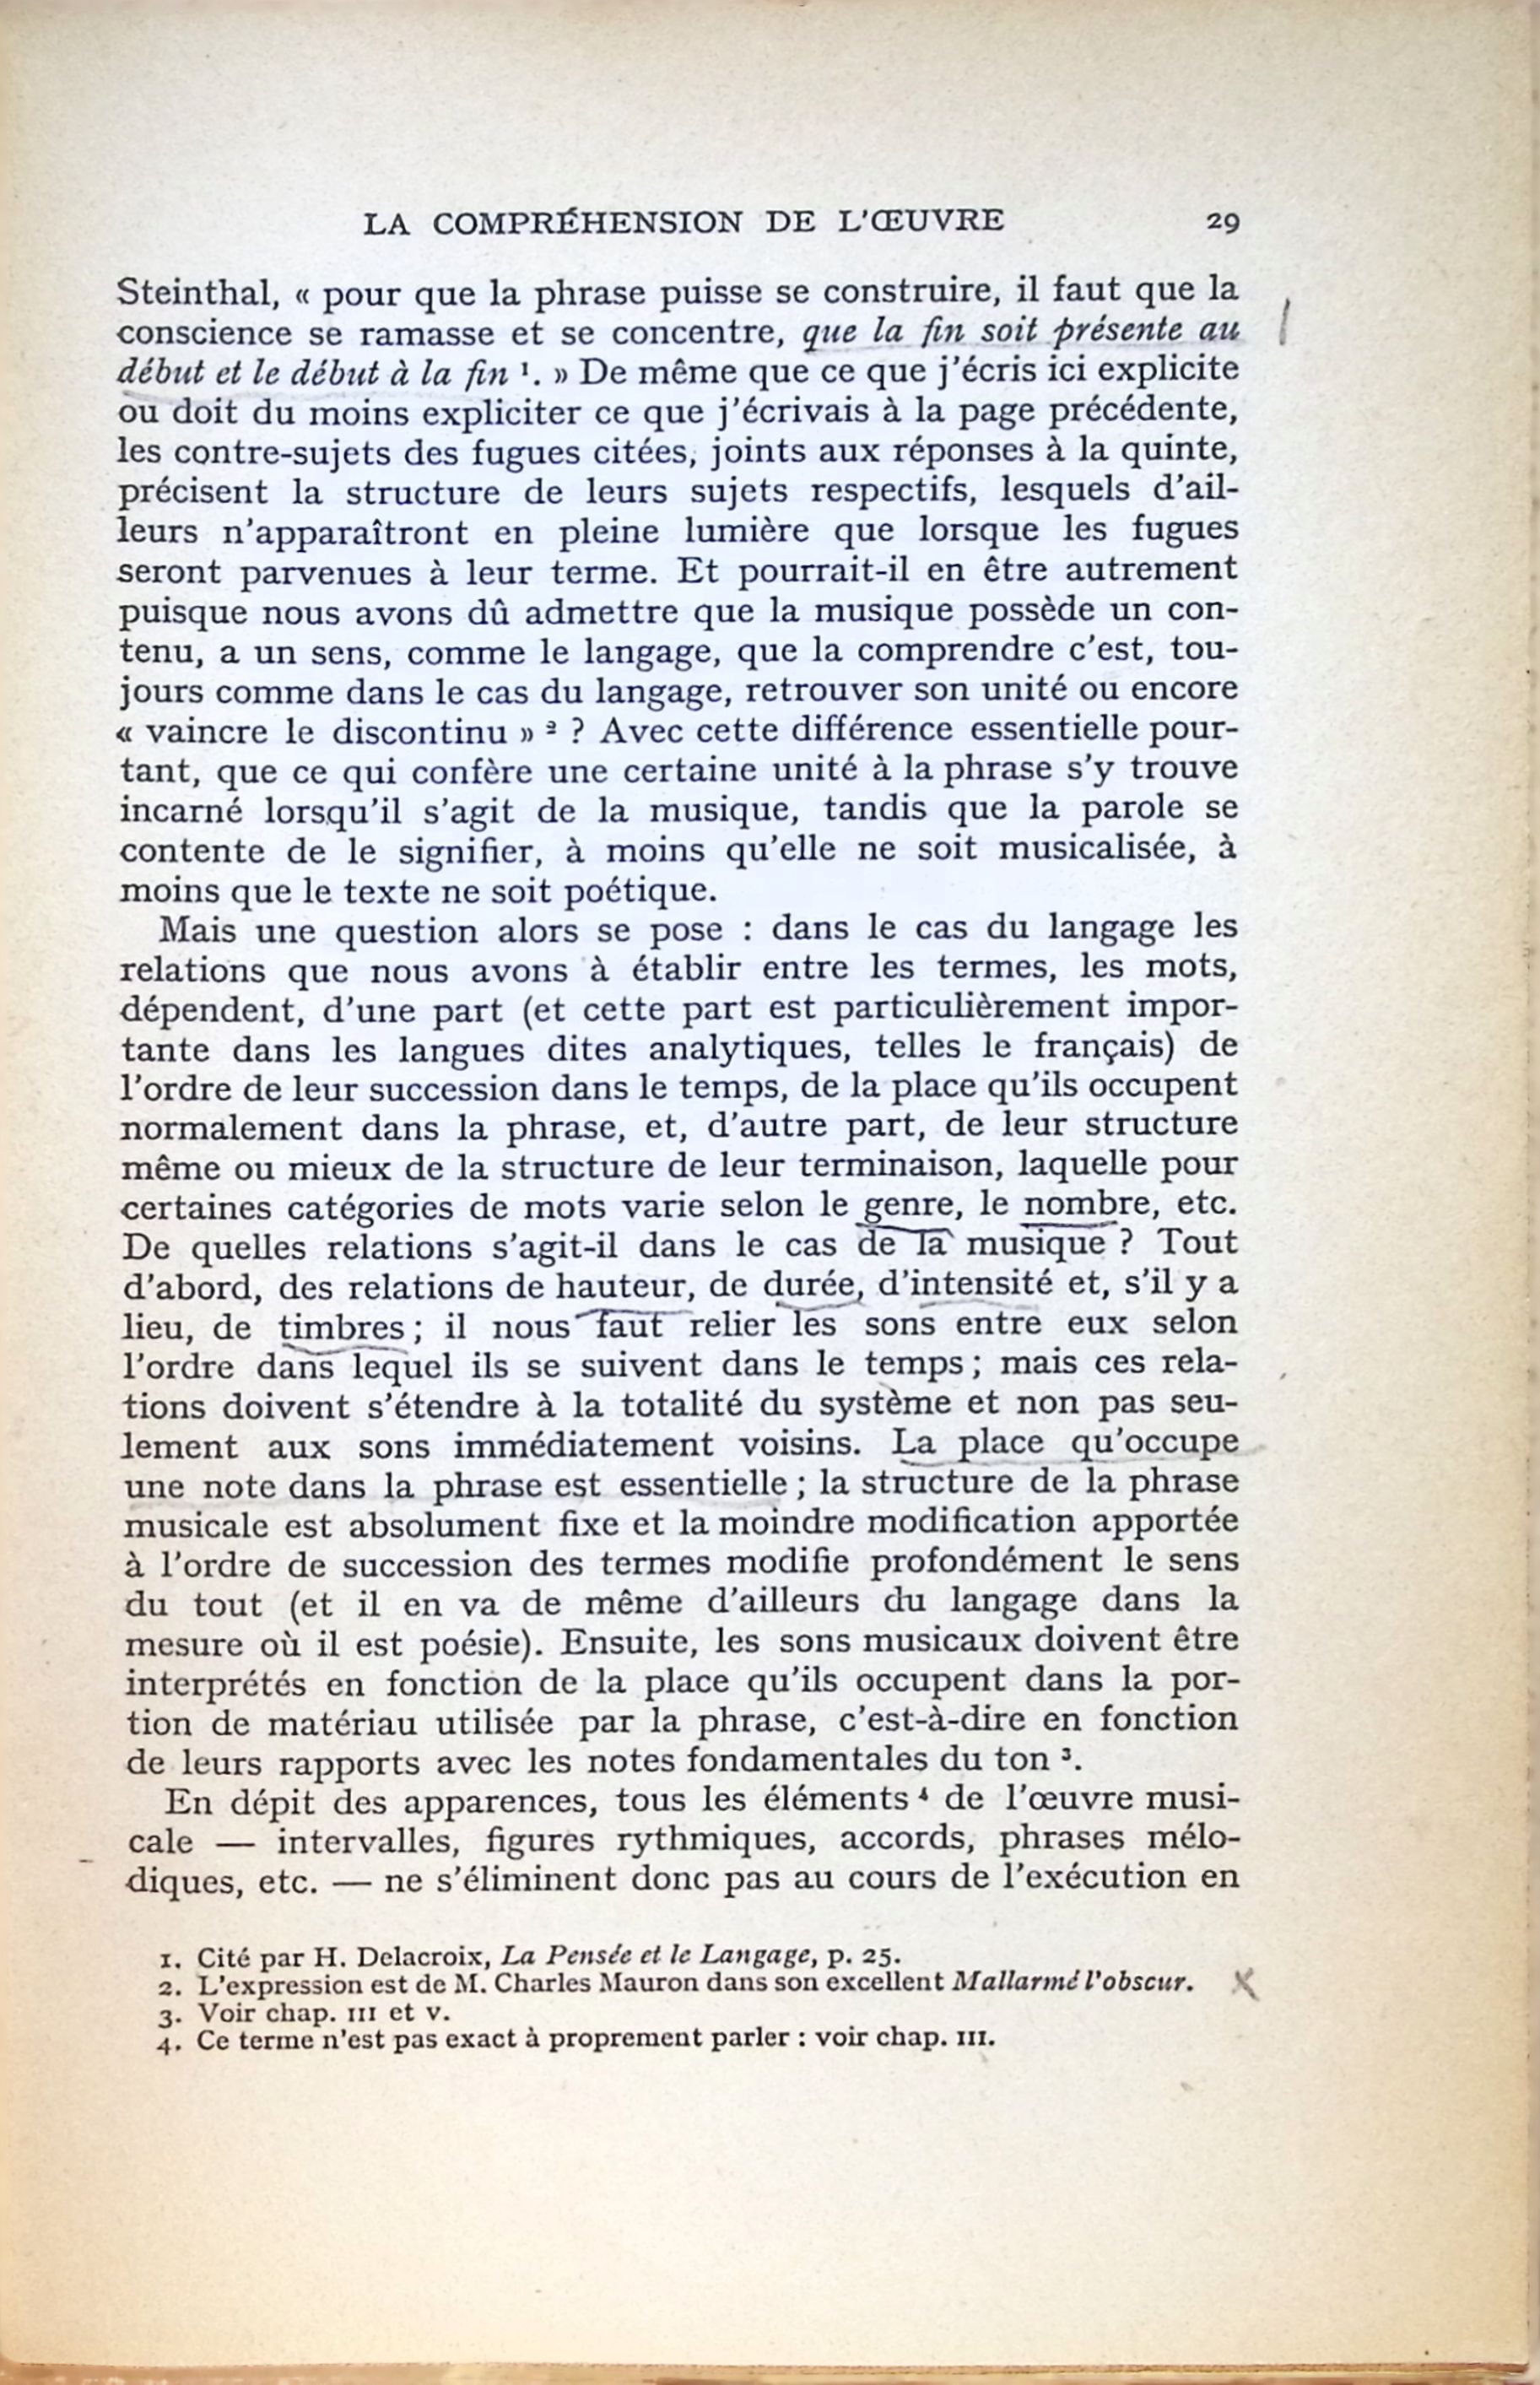 LA COMPRÉHENSION DE L'ŒUVRE 29
Steinthal, « pour que la phrase puisse se construire, il faut que la
conscience se ramasse et se concentre, que la fin soit présente au
début et le début à la fin ¹. » De même que ce que j'écris ici explicite
ou doit du moins expliciter ce que j'écrivais à la page précédente,
les contre-sujets des fugues citées, joints aux réponses à la quinte,
précisent la structure de leurs sujets respectifs, lesquels d'ail-
leurs n'apparaîtront en pleine lumière que lorsque les fugues
seront parvenues à leur terme. Et pourrait-il en être autrement
puisque nous avons dû admettre que la musique possède un con-
tenu, a un sens, comme le langage, que la comprendre c'est, tou-
jours comme dans le cas du langage, retrouver son unité ou encore
« vaincre le discontinu » ² ? Avec cette différence essentielle pour-
tant, que ce qui confère une certaine unité à la phrase s'y trouve
incarné lorsqu'il s'agit de la musique, tandis que la parole se
contente de le signifier, à moins qu'elle ne soit musicalisée, à
moins que le texte ne soit poétique.
Mais une question alors se pose : dans le cas du langage les
relations que nous avons à établir entre les termes, les mots,
dépendent, d'une part (et cette part est particulièrement impor-
tante dans les langues dites analytiques, telles le français) de
l'ordre de leur succession dans le temps, de la place qu'ils occupent
normalement dans la phrase, et, d'autre part, de leur structure
même ou mieux de la structure de leur terminaison, laquelle pour
certaines catégories de mots varie selon le genre, le nombre, etc.
De quelles relations s'agit-il dans le cas de la musique ? Tout
d'abord, des relations de hauteur, de durée, d'intensité et, s'il y a
lieu, de timbres ; il nous faut relier les sons entre eux selon
l'ordre dans lequel ils se suivent dans le temps ; mais ces rela-
tions doivent s'étendre à la totalité du système et non pas seu-
lement aux sons immédiatement voisins. La place qu'occupe
une note dans la phrase est essentielle ; la structure de la phrase
musicale est absolument fixe et la moindre modification apportée
à l'ordre de succession des termes modifie profondément le sens
du tout (et il en va de même d'ailleurs du langage dans la
mesure où il est poésie). Ensuite, les sons musicaux doivent être
interprétés en fonction de la place qu'ils occupent dans la por-
tion de matériau utilisée par la phrase, c'est-à-dire en fonction
de leurs rapports avec les notes fondamentales du ton ³.
En dépit des apparences, tous les éléments ⁴ de l'œuvre musi-
cale — intervalles, figures rythmiques, accords, phrases mélo-
diques, etc. — ne s'éliminent donc pas au cours de l'exécution en
1. Cité par H. Delacroix, La Pensée et le Langage, p. 25.
2. L'expression est de M. Charles Mauron dans son excellent Mallarmé l'obscur.
3. Voir chap. III et V.
4. Ce terme n'est pas exact à proprement parler : voir chap. III.